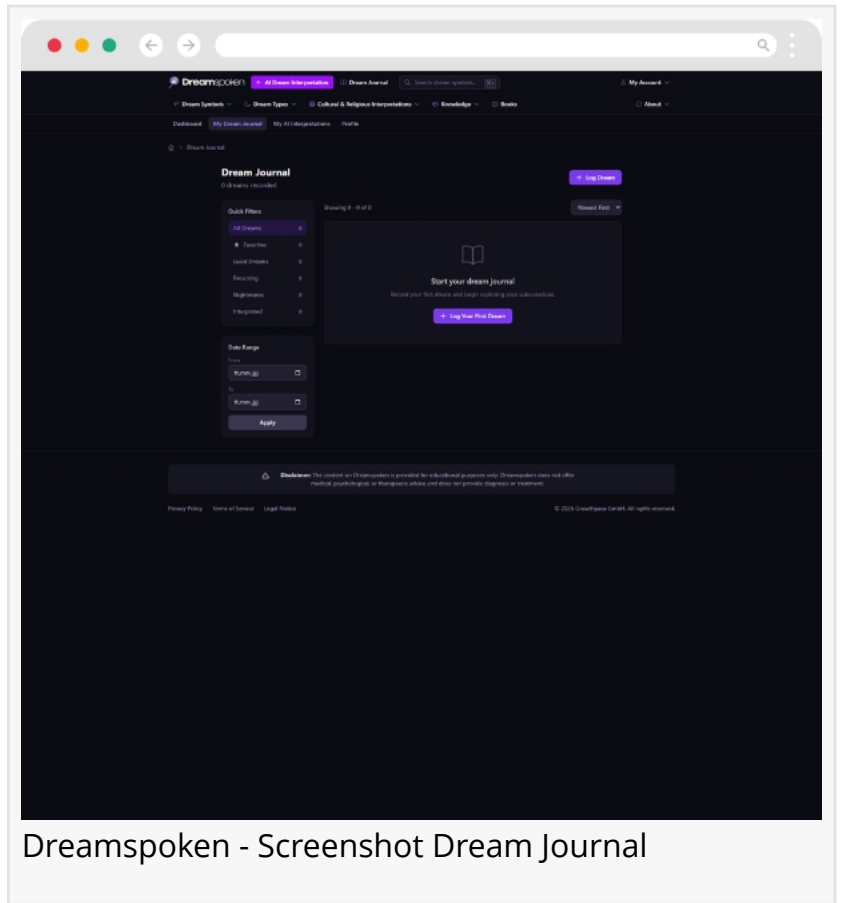 Dreamspoken
+ AI Dream Interpretation
Dream Journal
Search dream symbols...
My Account
Dream Symbols
Dream Types
Cultural & Religious Interpretations
Knowledge
Books
About
Dashboard
My Dream Journal
My AI Interpretations
Profile
> Dream Journal
Dream Journal
0 dreams recorded
+ Log Dream
Quick Filters
All Dreams 0
★ Favorites 0
Lucid Dreams 0
Recurring 0
Nightmares 0
Interpreted 0
Showing 0 - 0 of 0
Newest First
Start your dream journal
Record your first dream and begin exploring your subconscious.
+ Log Your First Dream
Date Range
From
To
Apply
Disclaimer: The content on Dreamspoken is provided for educational purposes only. Dreamspoken does not offer
medical, psychological, or therapeutic advice and does not provide diagnosis or treatment.
Privacy Policy
Terms of Service
Legal Notice
© 2026 Growthpase GmbH. All rights reserved.
Dreamspoken - Screenshot Dream Journal